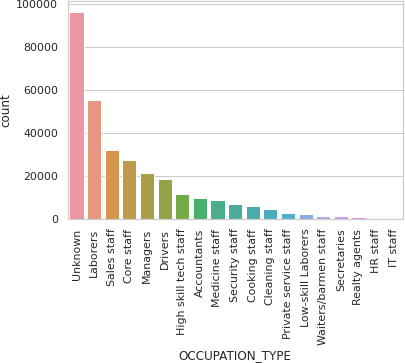 100000
80000
60000
40000
20000
0
count
Unknown
Laborers
Sales staff
Core staff
Managers
Drivers
High skill tech staff
Accountants
Medicine staff
Security staff
Cooking staff
Cleaning staff
Private service staff
Low-skill Laborers
Waiters/barmen staff
Secretaries
Realty agents
HR staff
IT staff
OCCUPATION_TYPE